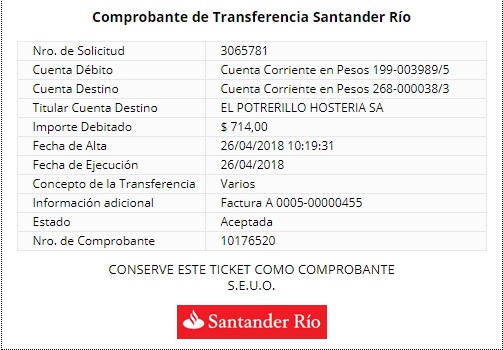 Comprobante de Transferencia Santander Río
Nro. de Solicitud 3065781
Cuenta Débito Cuenta Corriente en Pesos 199-003989/5
Cuenta Destino Cuenta Corriente en Pesos 268-000038/3
Titular Cuenta Destino EL POTRERILLO HOSTERIA SA
Importe Debitado $ 714,00
Fecha de Alta 26/04/2018 10:19:31
Fecha de Ejecución 26/04/2018
Concepto de la Transferencia Varios
Información adicional Factura A 0005-00000455
Estado Aceptada
Nro. de Comprobante 10176520
CONSERVE ESTE TICKET COMO COMPROBANTE
S.E.U.O.
Santander Río